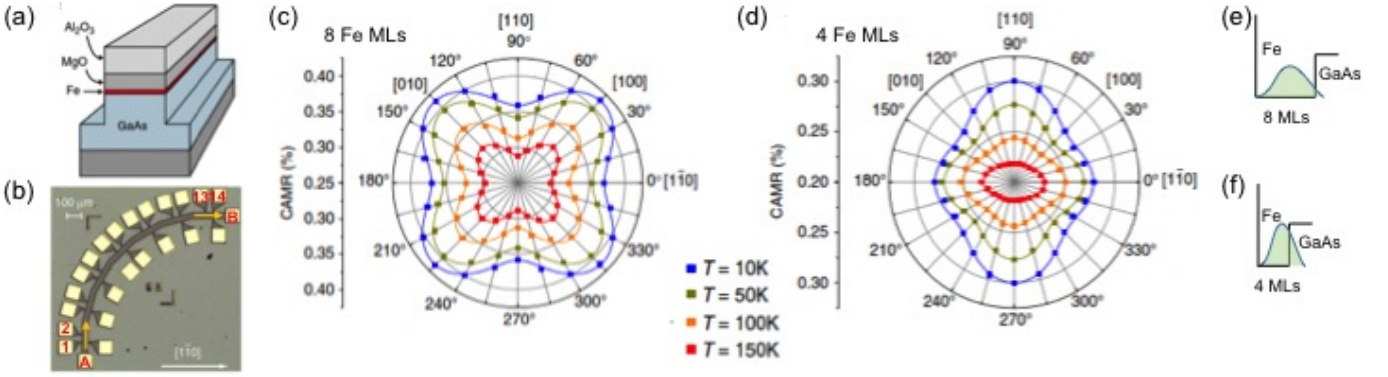 (a)
Al₂O₃
MgO
Fe
GaAs
(b)
100 μm
13 14
B
2
1
A
[11̅0]
(c)
8 Fe MLs
[110]
90°
120°
60°
[010]
[100]
150°
30°
180°
0° [11̅0]
210°
330°
240°
300°
270°
CAMR (%)
0.40
0.35
0.30
0.25
0.30
0.35
0.40
T = 10K
T = 50K
T = 100K
T = 150K
(d)
4 Fe MLs
[110]
90°
120°
60°
[010]
[100]
150°
30°
180°
0° [11̅0]
210°
330°
240°
300°
270°
CAMR (%)
0.30
0.25
0.20
0.25
0.30
(e)
Fe
GaAs
8 MLs
(f)
Fe
GaAs
4 MLs